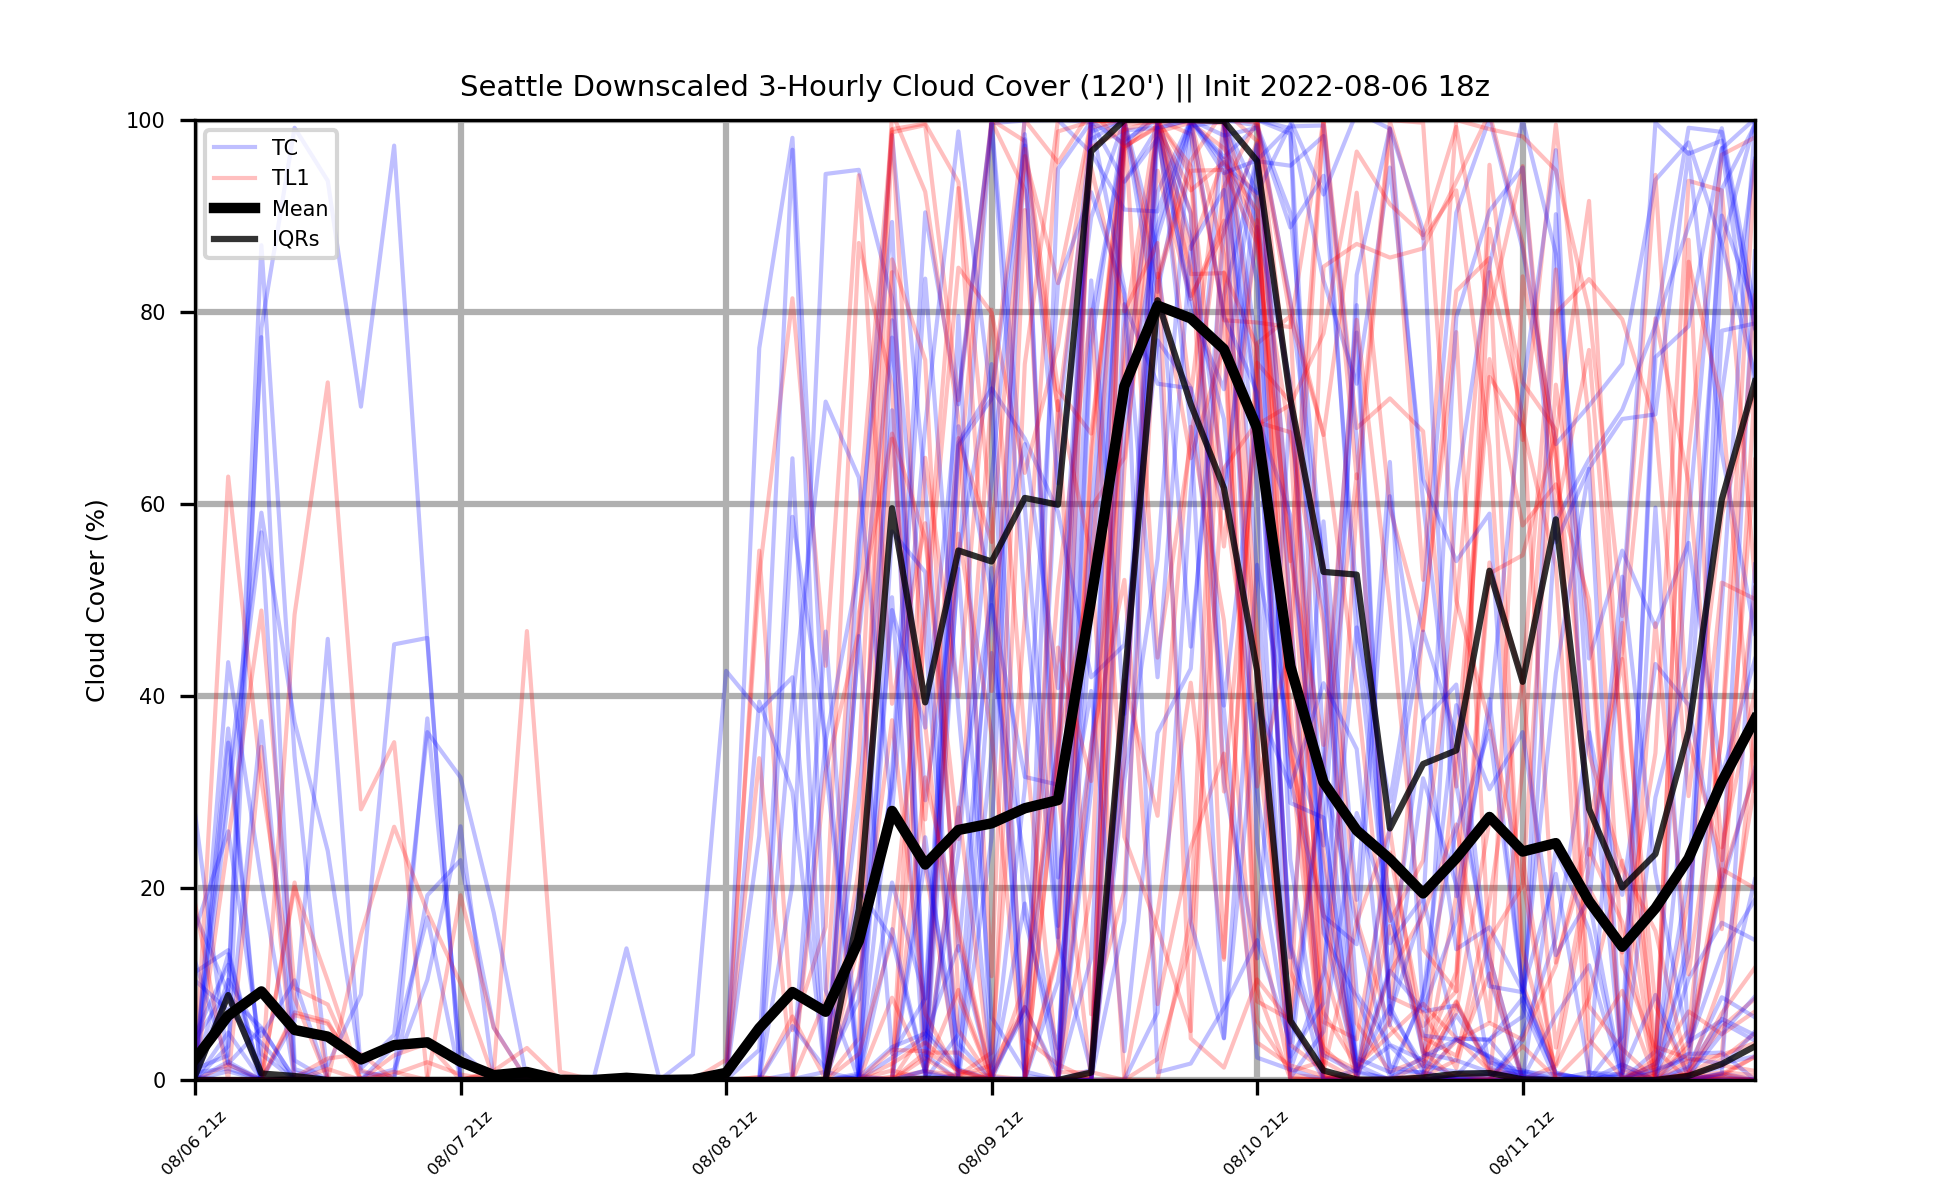 Seattle Downscaled 3-Hourly Cloud Cover (120') || Init 2022-08-06 18z
Cloud Cover (%)
100
80
60
40
20
0
TC
TL1
Mean
IQRs
08/06 21z
08/07 21z
08/08 21z
08/09 21z
08/10 21z
08/11 21z